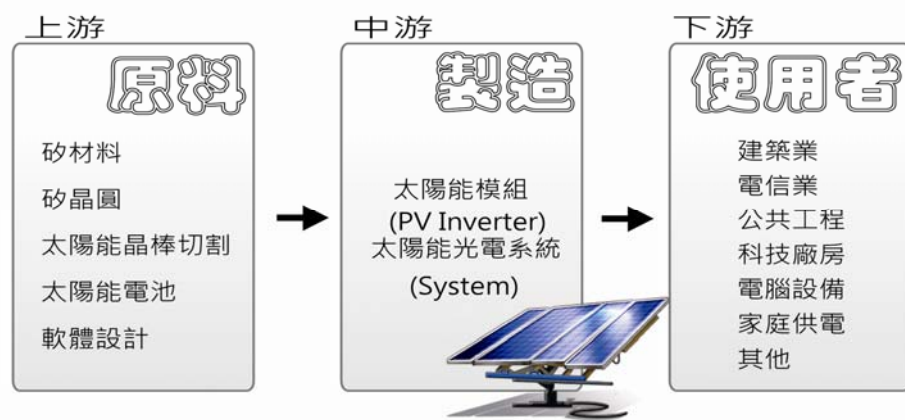 上游
原料
矽材料
矽晶圓
太陽能晶棒切割
太陽能電池
軟體設計
中游
製造
太陽能模組
(PV Inverter)
太陽能光電系統
(System)
下游
使用者
建築業
電信業
公共工程
科技廠房
電腦設備
家庭供電
其他